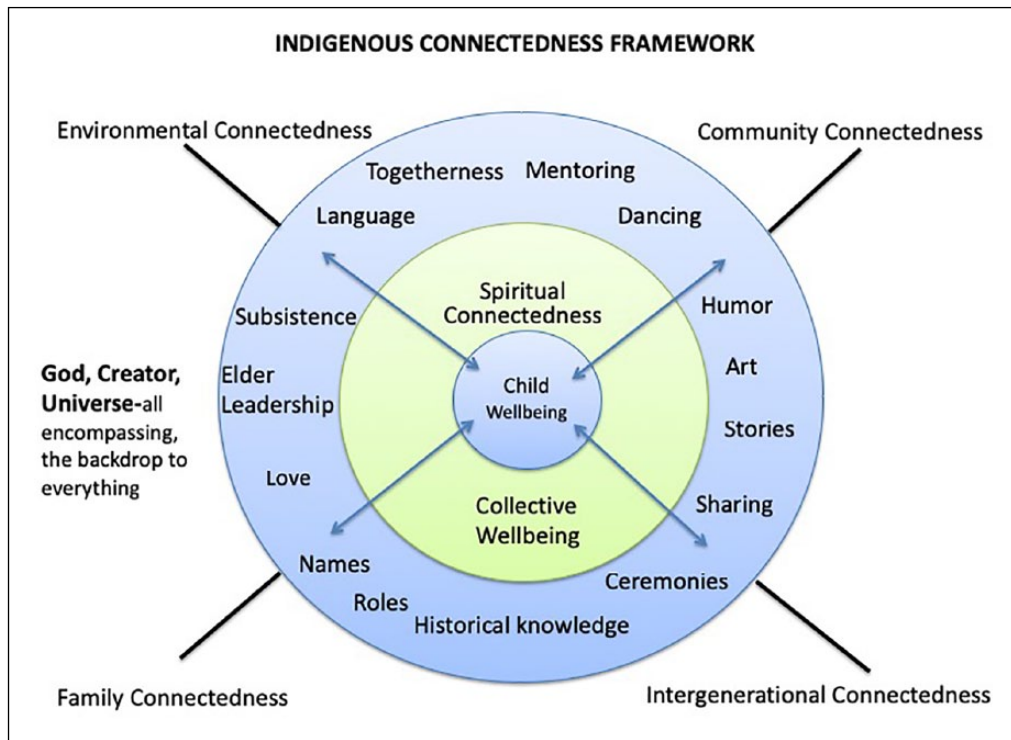 INDIGENOUS CONNECTEDNESS FRAMEWORK
Environmental Connectedness
Community Connectedness
Togetherness
Mentoring
Language
Dancing
Spiritual
Connectedness
Subsistence
Humor
God, Creator,
Universe-all
encompassing,
the backdrop to
everything
Elder
Leadership
Child
Wellbeing
Art
Stories
Love
Collective
Wellbeing
Sharing
Names
Ceremonies
Roles
Historical knowledge
Family Connectedness
Intergenerational Connectedness